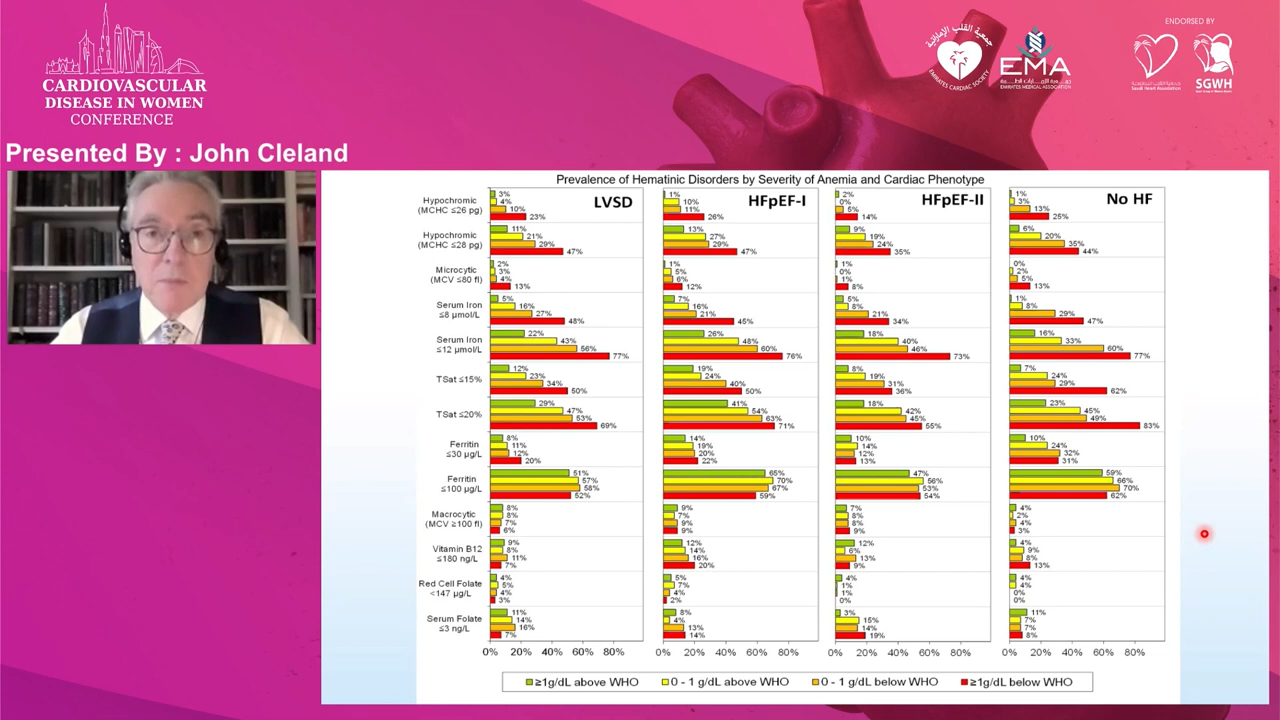 CARDIOVASCULAR
DISEASE IN WOMEN
CONFERENCE
جمعية القلب الإماراتية
EMIRATES CARDIAC SOCIETY
EMA
EMIRATES MEDICAL ASSOCIATION
ENDORSED BY
Saudi Heart Association
SGWH
Presented By : John Cleland
Prevalence of Hematinic Disorders by Severity of Anemia and Cardiac Phenotype
LVSD
HFpEF-I
HFpEF-II
No HF
Hypochromic
(MCHC ≤26 pg)
3% 1% 2% 1%
4% 10% 0% 3%
10% 11% 5% 13%
23% 26% 14% 25%
Hypochromic
(MCHC ≤28 pg)
11% 13% 9% 6%
21% 27% 19% 20%
29% 29% 24% 35%
47% 47% 35% 44%
Microcytic
(MCV ≤80 fl)
2% 1% 1% 0%
3% 5% 0% 2%
4% 6% 1% 5%
13% 12% 8% 13%
Serum Iron
≤8 µmol/L
5% 7% 5% 1%
16% 16% 8% 8%
27% 21% 21% 29%
48% 45% 34% 47%
Serum Iron
≤12 µmol/L
22% 26% 18% 16%
43% 48% 40% 33%
56% 60% 46% 60%
77% 76% 73% 77%
TSat ≤15%
12% 19% 8% 7%
23% 24% 19% 24%
34% 40% 31% 29%
50% 50% 36% 62%
TSat ≤20%
29% 41% 18% 23%
47% 54% 42% 45%
53% 63% 45% 49%
69% 71% 55% 83%
Ferritin
≤30 µg/L
8% 14% 10% 10%
11% 19% 14% 24%
12% 20% 12% 32%
20% 22% 13% 31%
Ferritin
≤100 µg/L
51% 65% 47% 59%
57% 70% 56% 66%
58% 67% 53% 70%
52% 59% 54% 62%
Macrocytic
(MCV ≥100 fl)
8% 9% 7% 4%
8% 7% 8% 2%
7% 9% 8% 4%
6% 9% 9% 3%
Vitamin B12
≤180 ng/L
9% 12% 12% 4%
8% 14% 6% 9%
11% 16% 13% 8%
7% 20% 9% 13%
Red Cell Folate
<147 µg/L
4% 5% 4% 4%
5% 7% 1% 4%
4% 4% 1% 0%
3% 2% 0% 0%
Serum Folate
≤3 ng/L
11% 8% 3% 11%
14% 4% 15% 7%
16% 13% 14% 7%
7% 14% 19% 8%
0% 20% 40% 60% 80% 0% 20% 40% 60% 80% 0% 20% 40% 60% 80% 0% 20% 40% 60% 80%
≥1g/dL above WHO 0 - 1 g/dL above WHO 0 - 1 g/dL below WHO ≥1g/dL below WHO